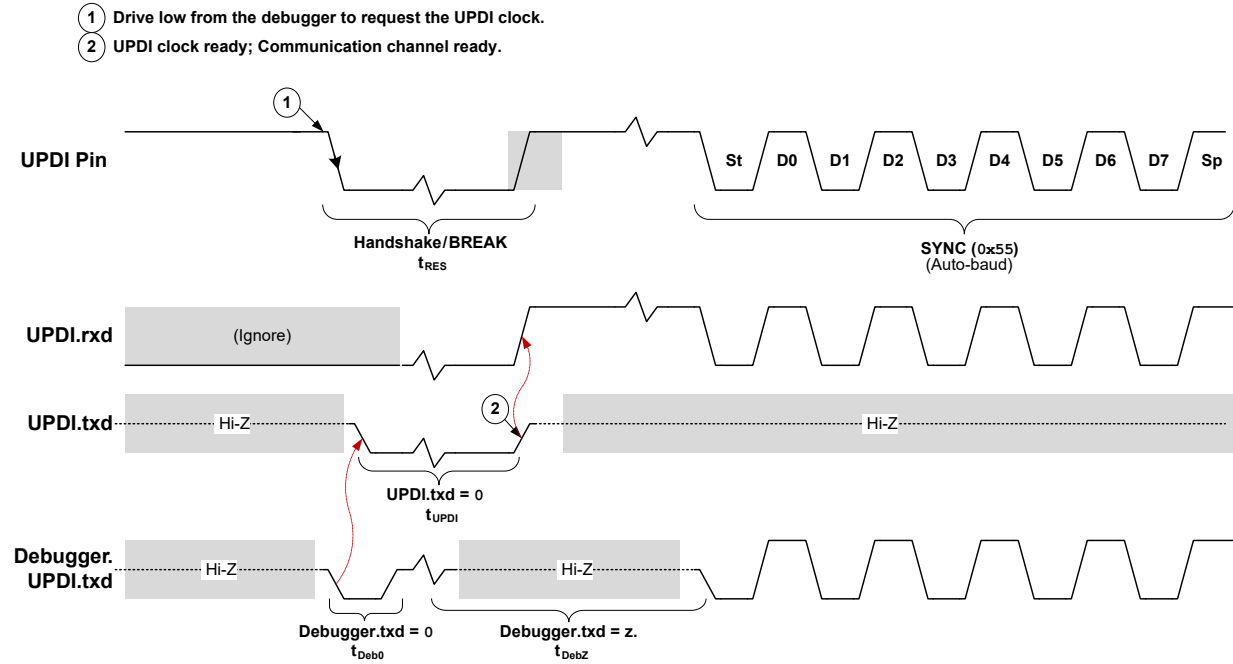 1 Drive low from the debugger to request the UPDI clock.
2 UPDI clock ready; Communication channel ready.
1
UPDI Pin
St D0 D1 D2 D3 D4 D5 D6 D7 Sp
Handshake/BREAK
tRES
SYNC (0x55)
(Auto-baud)
UPDI.rxd
(Ignore)
2
UPDI.txd
Hi-Z
Hi-Z
UPDI.txd = 0
tUPDI
Debugger.
UPDI.txd
Hi-Z
Hi-Z
Debugger.txd = 0
tDeb0
Debugger.txd = z.
tDebZ